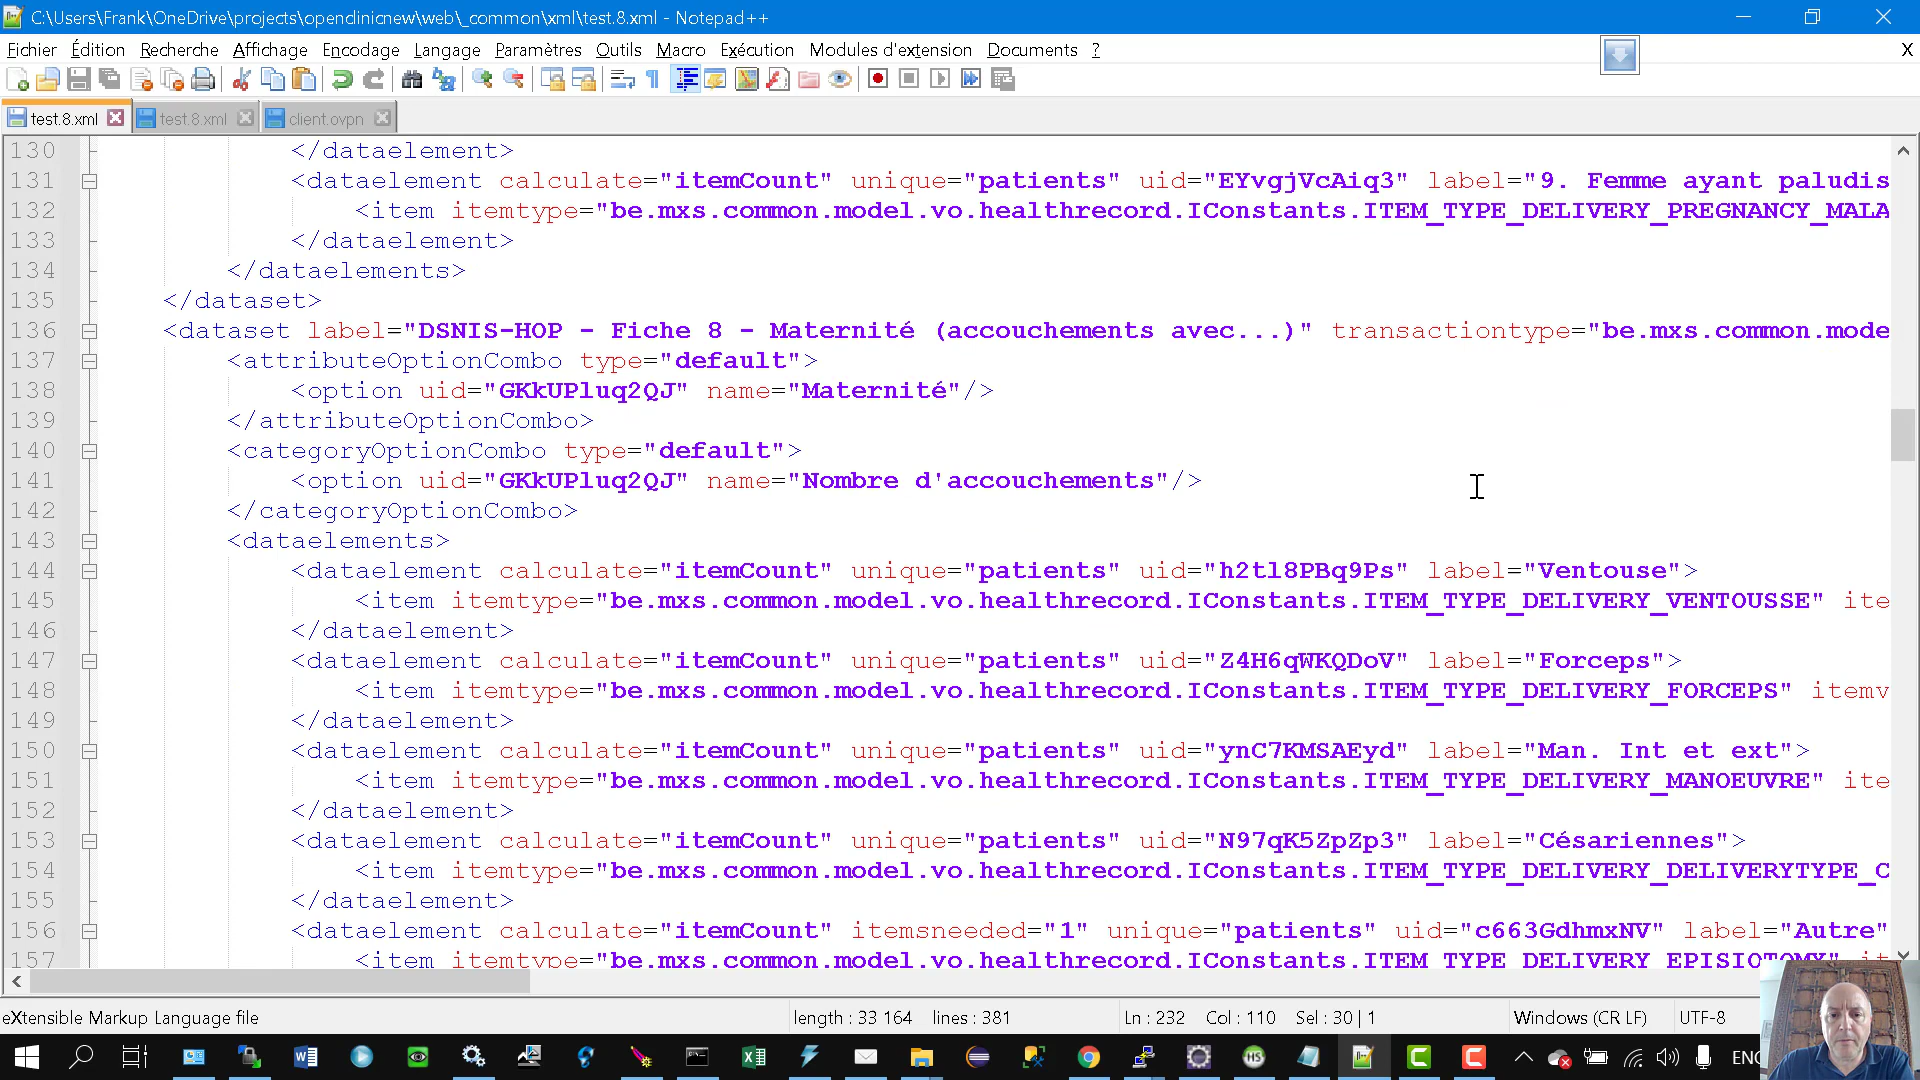 C:\Users\Frank\OneDrive\projects\openclinicnew\web\_common\xml\test.8.xml - Notepad++
Fichier Édition Recherche Affichage Encodage Langage Paramètres Outils Macro Exécution Modules d'extension Documents ? X
test.8.xml test.8.xml client.ovpn
130 </dataelement>
131 <dataelement calculate="itemCount" unique="patients" uid="EYvgjVcAiq3" label="9. Femme ayant paludis
132 <item itemtype="be.mxs.common.model.vo.healthrecord.IConstants.ITEM_TYPE_DELIVERY_PREGNANCY_MALA
133 </dataelement>
134 </dataelements>
135 </dataset>
136 <dataset label="DSNIS-HOP - Fiche 8 - Maternité (accouchements avec...)" transactiontype="be.mxs.common.mode
137 <attributeOptionCombo type="default">
138 <option uid="GKkUPluq2QJ" name="Maternité"/>
139 </attributeOptionCombo>
140 <categoryOptionCombo type="default">
141 <option uid="GKkUPluq2QJ" name="Nombre d'accouchements"/>
142 </categoryOptionCombo>
143 <dataelements>
144 <dataelement calculate="itemCount" unique="patients" uid="h2tl8PBq9Ps" label="Ventouse">
145 <item itemtype="be.mxs.common.model.vo.healthrecord.IConstants.ITEM_TYPE_DELIVERY_VENTOUSSE" ite
146 </dataelement>
147 <dataelement calculate="itemCount" unique="patients" uid="Z4H6qWKQDoV" label="Forceps">
148 <item itemtype="be.mxs.common.model.vo.healthrecord.IConstants.ITEM_TYPE_DELIVERY_FORCEPS" itemv
149 </dataelement>
150 <dataelement calculate="itemCount" unique="patients" uid="ynC7KMSAEyd" label="Man. Int et ext">
151 <item itemtype="be.mxs.common.model.vo.healthrecord.IConstants.ITEM_TYPE_DELIVERY_MANOEUVRE" ite
152 </dataelement>
153 <dataelement calculate="itemCount" unique="patients" uid="N97qK5ZpZp3" label="Césariennes">
154 <item itemtype="be.mxs.common.model.vo.healthrecord.IConstants.ITEM_TYPE_DELIVERY_DELIVERYTYPE_C
155 </dataelement>
156 <dataelement calculate="itemCount" itemsneeded="1" unique="patients" uid="c663GdhmxNV" label="Autre"
157 <item itemtype="be.mxs.common.model.vo.healthrecord.IConstants.ITEM_TYPE_DELIVERY_EPISIOTOMY" it
eXtensible Markup Language file length : 33 164 lines : 381 Ln : 232 Col : 110 Sel : 30 | 1 Windows (CR LF) UTF-8
ENG